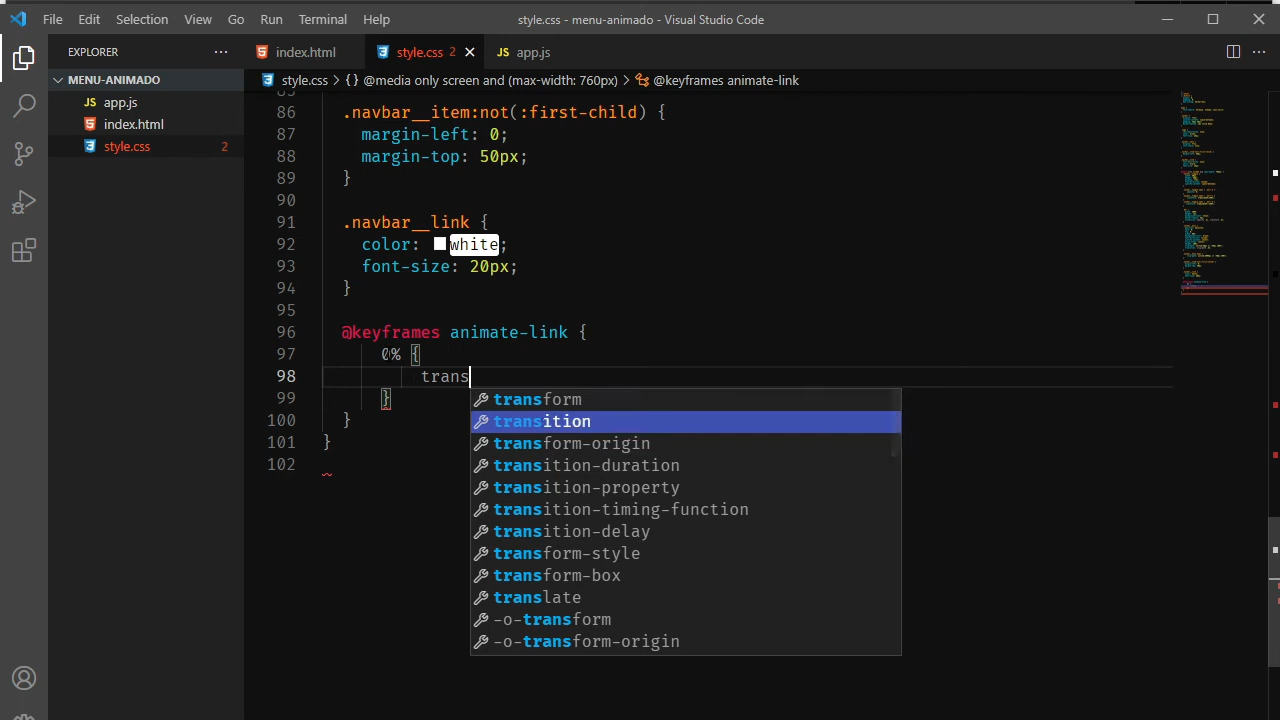 File Edit Selection View Go Run Terminal Help style.css - menu-animado - Visual Studio Code
EXPLORER ··· index.html style.css 2 app.js
MENU-ANIMADO style.css > {} @media only screen and (max-width: 760px) > @keyframes animate-link
JS app.js
index.html
style.css 2
86 .navbar__item:not(:first-child) {
87 margin-left: 0;
88 margin-top: 50px;
89 }
90
91 .navbar__link {
92 color: white;
93 font-size: 20px;
94 }
95
96 @keyframes animate-link {
97 0% {
98 trans
99 }
100 }
101 }
102
transform
transition
transform-origin
transition-duration
transition-property
transition-timing-function
transition-delay
transform-style
transform-box
translate
-o-transform
-o-transform-origin